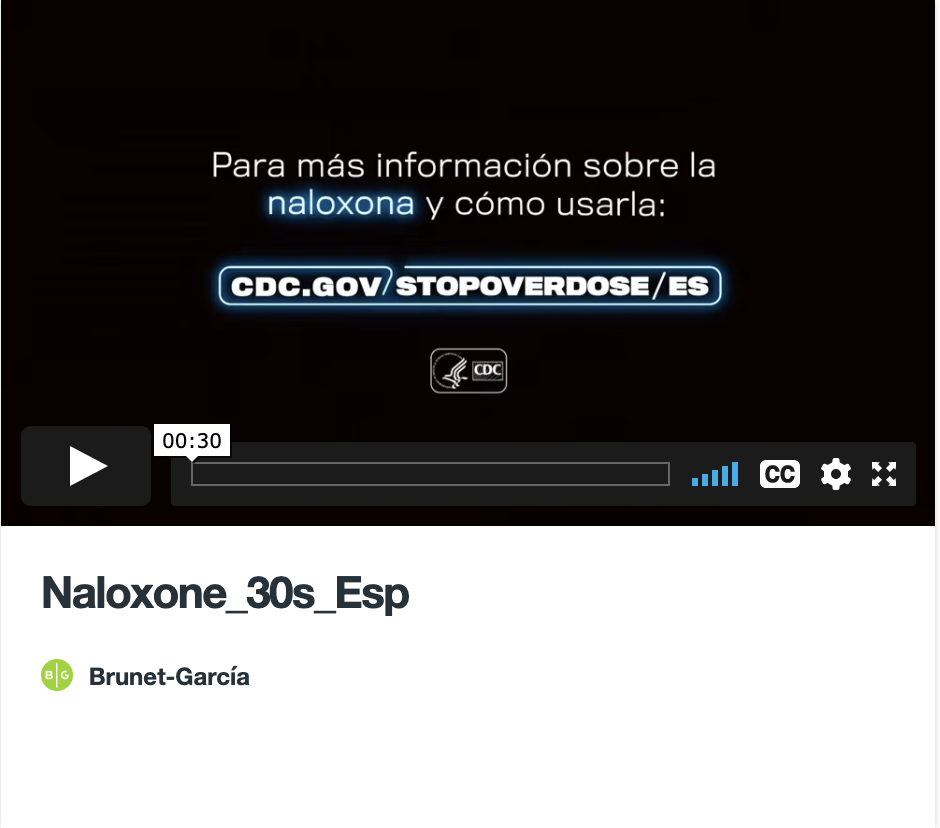 Para más información sobre la
naloxona y cómo usarla:
CDC.GOV/STOPOVERDOSE/ES
CDC
00:30
CC
Naloxone_30s_Esp
B|G
Brunet-García